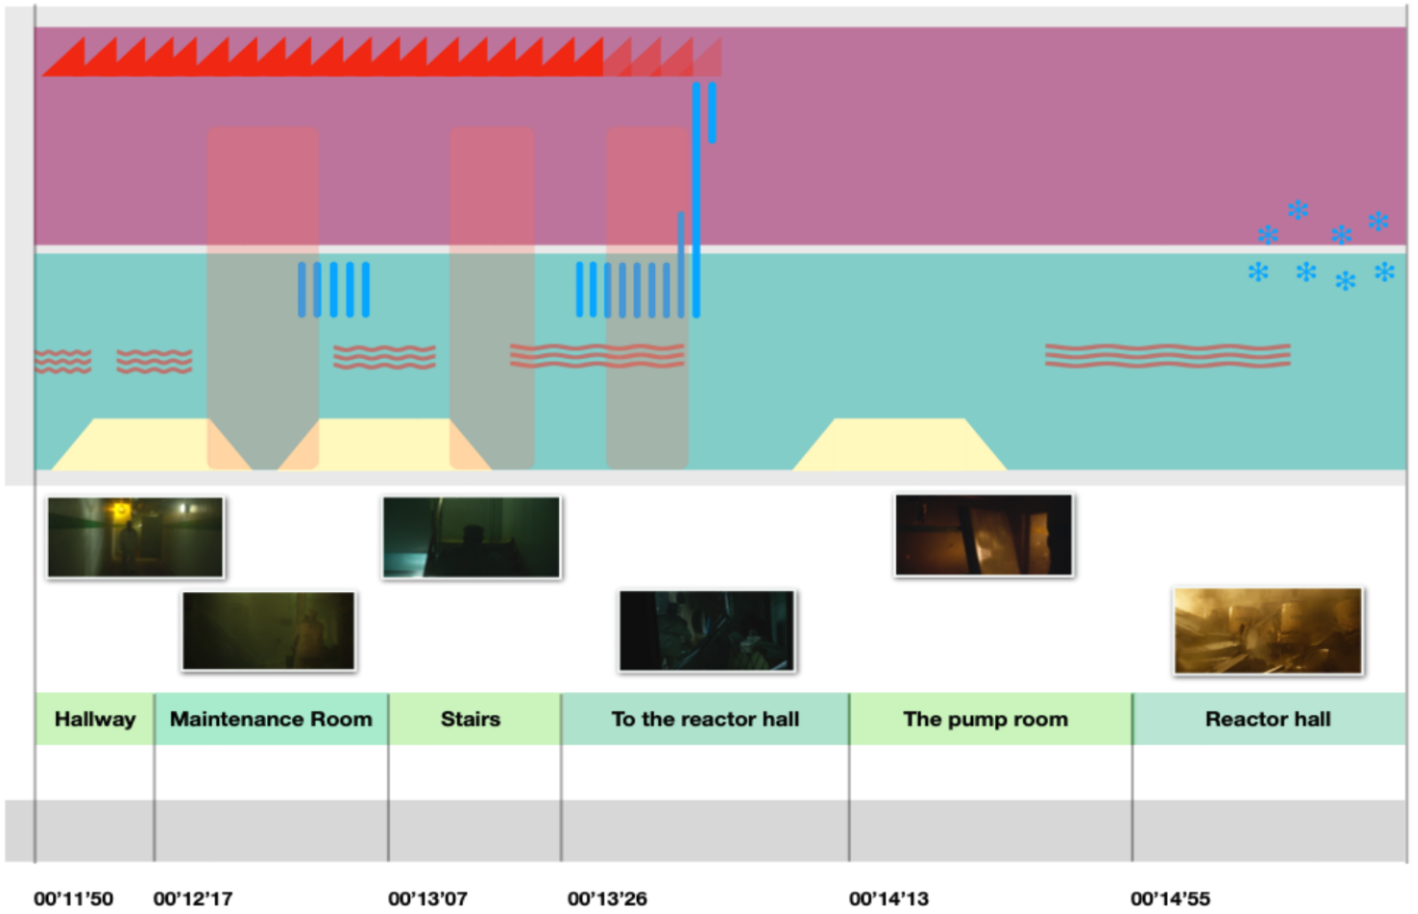 Hallway
Maintenance Room
Stairs
To the reactor hall
The pump room
Reactor hall
00’11’50
00’12’17
00’13’07
00’13’26
00’14’13
00’14’55